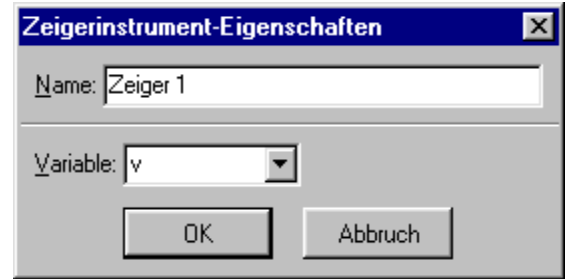 Zeigerinstrument-Eigenschaften
Name: Zeiger 1
Variable: v
OK Abbruch